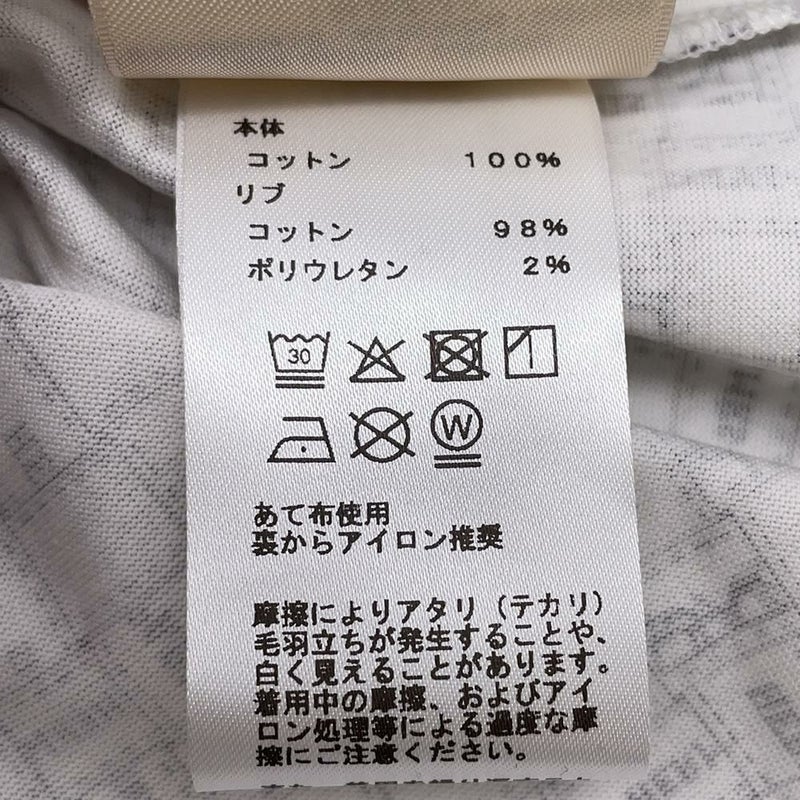 本体
コットン 100%
リブ
コットン 98%
ポリウレタン 2%
30
W
あて布使用
裏からアイロン推奨
摩擦によりアタリ(テカリ)
毛羽立ちが発生することや、
白く見えることがあります。
着用中の摩擦、およびアイ
ロン処理等による過度な摩
擦にご注意ください。